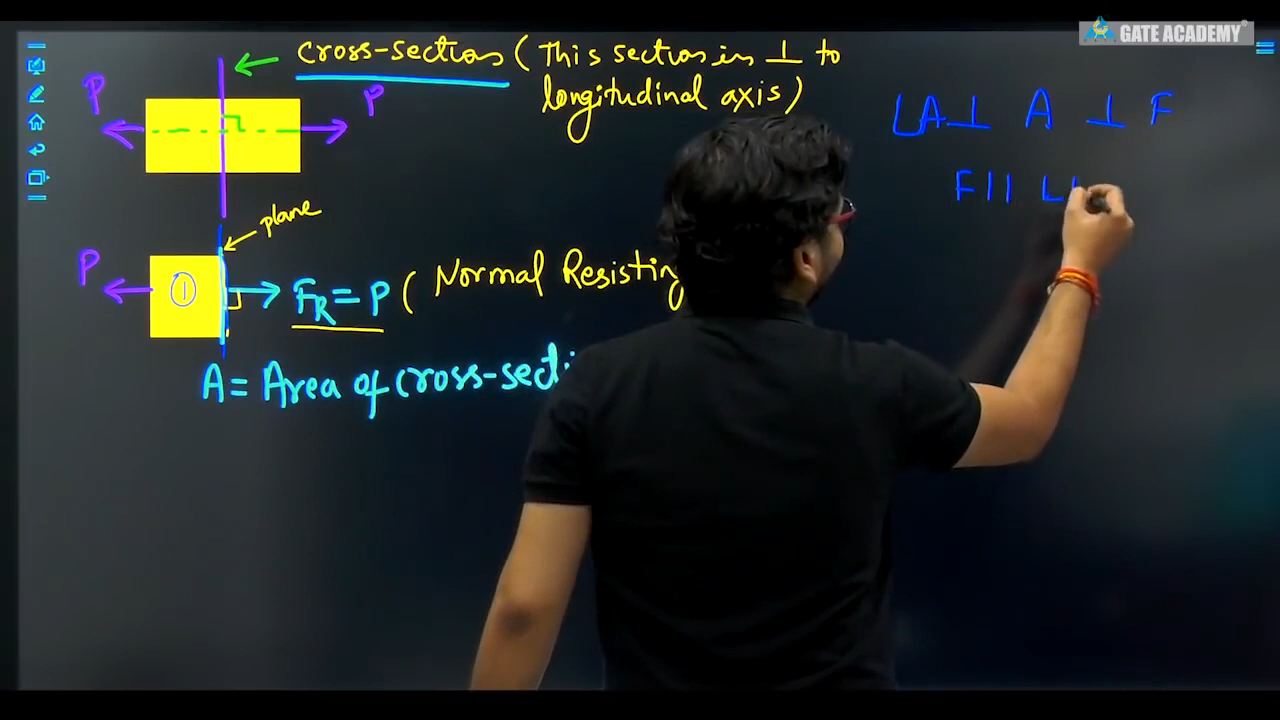 GATE ACADEMY
cross-section (This section is ⊥ to
longitudinal axis)
P
P
LA ⊥ A ⊥ F
F ||
plane
P
1
FR = P (Normal Resisting
A = Area of cross-secti